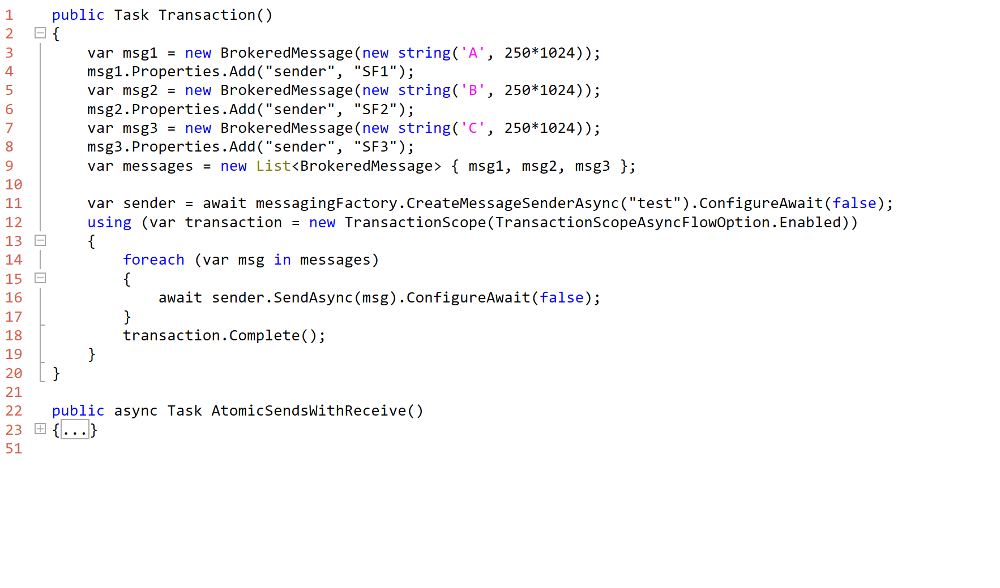 1 public Task Transaction()
2 {
3 var msg1 = new BrokeredMessage(new string('A', 250*1024));
4 msg1.Properties.Add("sender", "SF1");
5 var msg2 = new BrokeredMessage(new string('B', 250*1024));
6 msg2.Properties.Add("sender", "SF2");
7 var msg3 = new BrokeredMessage(new string('C', 250*1024));
8 msg3.Properties.Add("sender", "SF3");
9 var messages = new List<BrokeredMessage> { msg1, msg2, msg3 };
10
11 var sender = await messagingFactory.CreateMessageSenderAsync("test").ConfigureAwait(false);
12 using (var transaction = new TransactionScope(TransactionScopeAsyncFlowOption.Enabled))
13 {
14 foreach (var msg in messages)
15 {
16 await sender.SendAsync(msg).ConfigureAwait(false);
17 }
18 transaction.Complete();
19 }
20 }
21
22 public async Task AtomicSendsWithReceive()
23 {...}
51